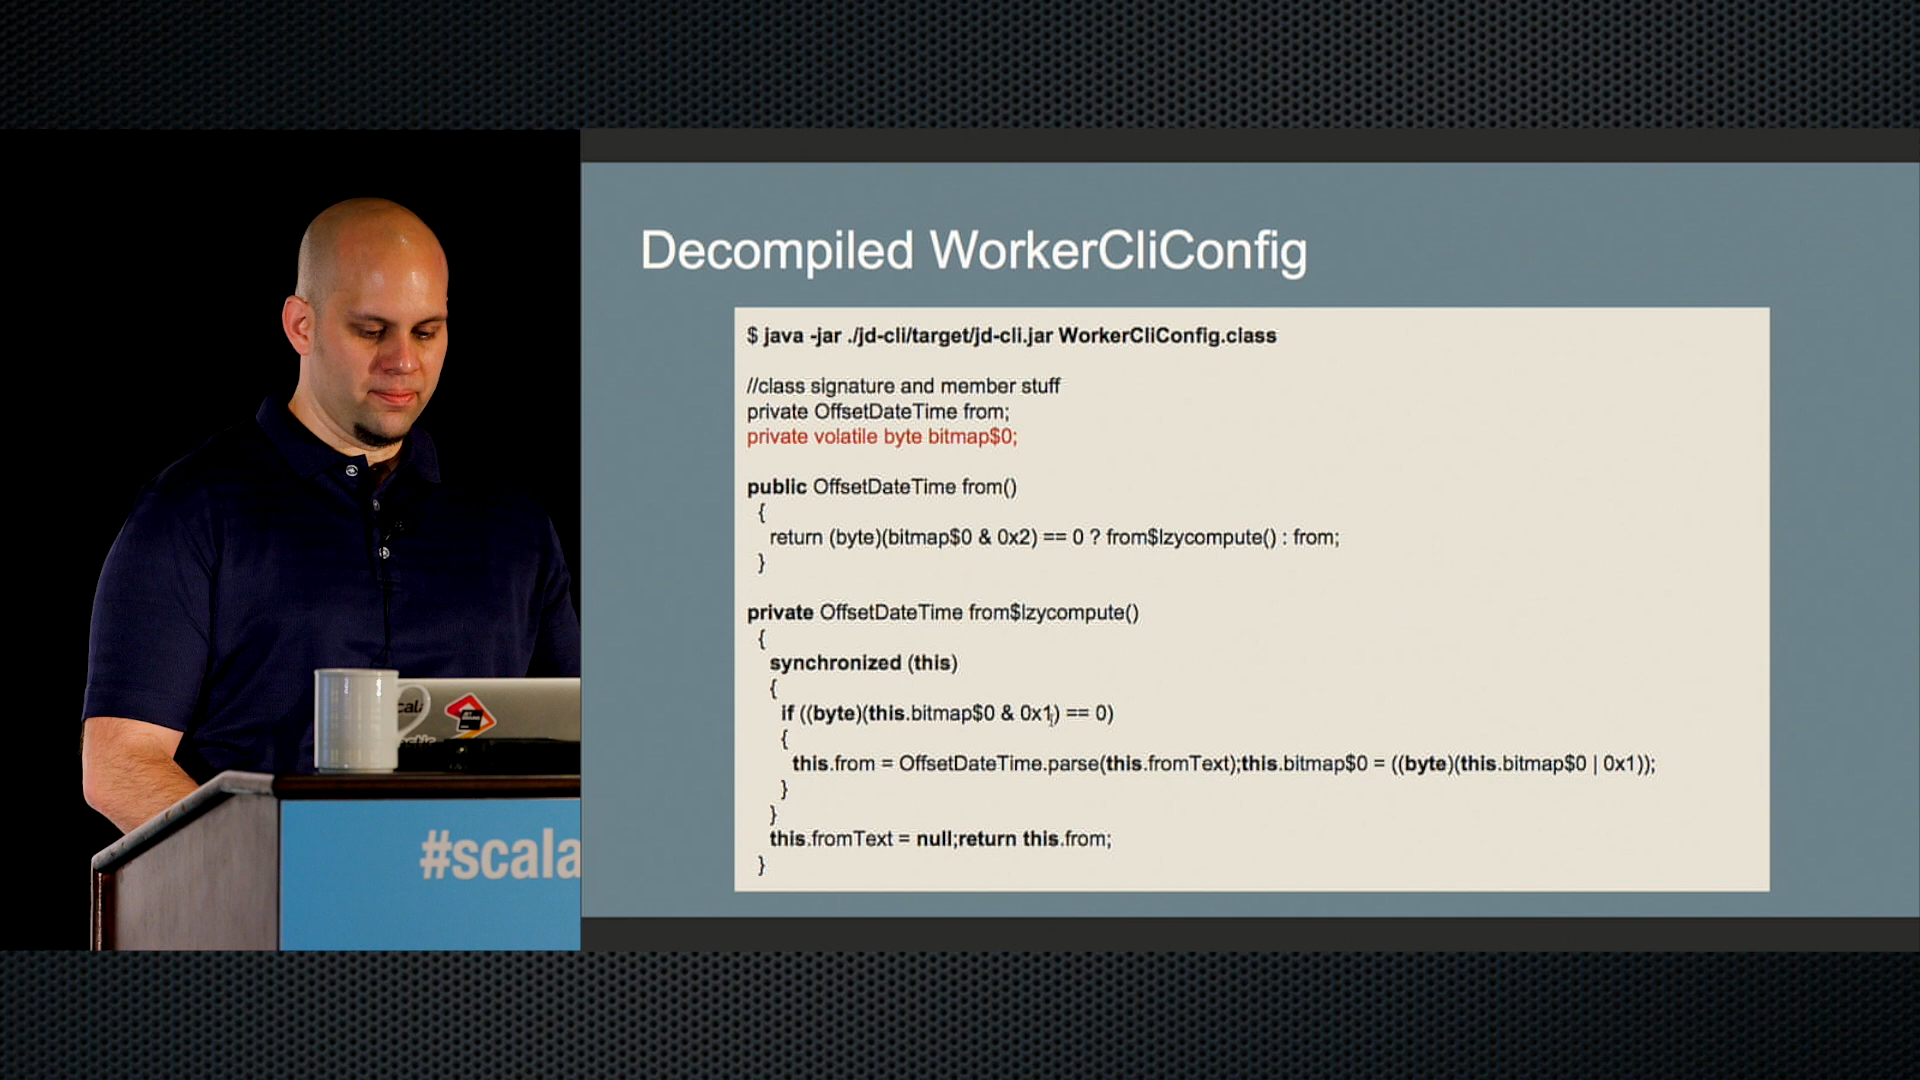 Decompiled WorkerCliConfig
$ java -jar ./jd-cli/target/jd-cli.jar WorkerCliConfig.class
//class signature and member stuff
private OffsetDateTime from;
private volatile byte bitmap$0;
public OffsetDateTime from()
{
return (byte)(bitmap$0 & 0x2) == 0 ? from$lzycompute() : from;
}
private OffsetDateTime from$lzycompute()
{
synchronized (this)
{
if ((byte)(this.bitmap$0 & 0x1) == 0)
{
this.from = OffsetDateTime.parse(this.fromText);this.bitmap$0 = ((byte)(this.bitmap$0 | 0x1));
}
}
this.fromText = null;return this.from;
}
#scala